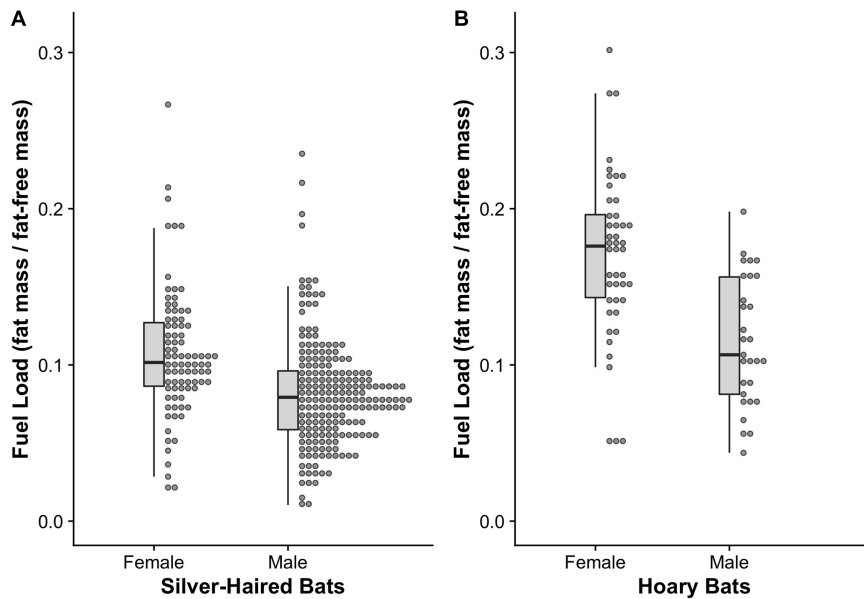 A
Fuel Load (fat mass / fat-free mass)
0.3
0.2
0.1
0.0
Female
Male
Silver-Haired Bats
B
Fuel Load (fat mass / fat-free mass)
0.3
0.2
0.1
0.0
Female
Male
Hoary Bats